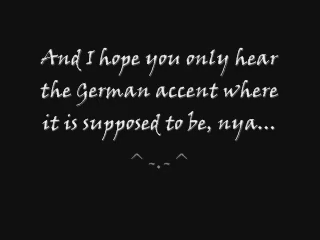 And I hope you only hear
the German accent where
it is supposed to be, nya...
^ ~.~ ^